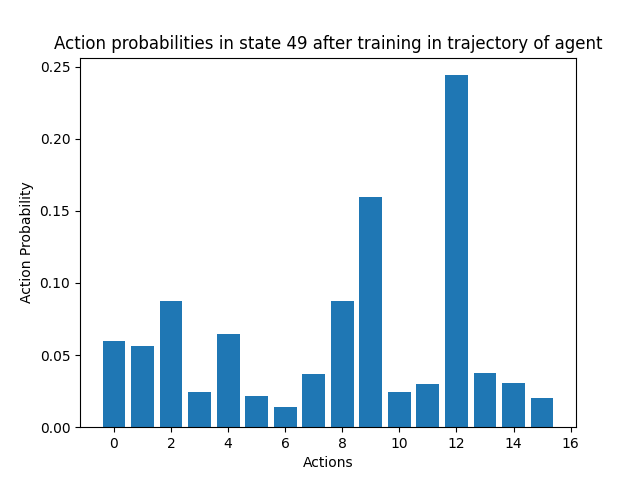 Action probabilities in state 49 after training in trajectory of agent
0.25
0.20
0.15
0.10
0.05
0.00
Action Probability
0 2 4 6 8 10 12 14 16
Actions